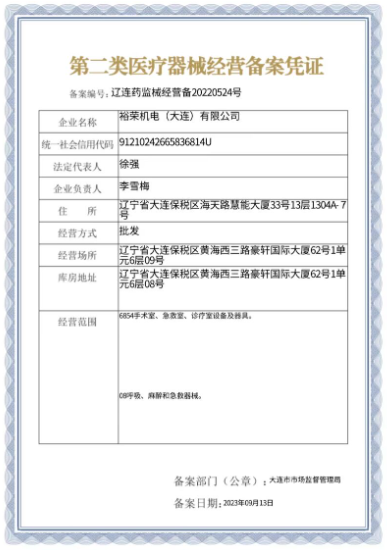 第二类医疗器械经营备案凭证
备案编号: 辽连药监械经营备20220524号
企业名称 裕荣机电（大连）有限公司
统一社会信用代码 9121024266583​6814U
法定代表人 徐强
企业负责人 李雪梅
住 所 辽宁省大连保税区海天路慧能大厦33号13层1304A-7
号
经营方式 批发
经营场所 辽宁省大连保税区黄海西三路豪轩国际大厦62号1单
元6层09号
库房地址 辽宁省大连保税区黄海西三路豪轩国际大厦62号1单
元6层08号
经营范围 6854手术室、急救室、诊疗室设备及器具。
08呼吸、麻醉和急救器械。
备案部门（公章）: 大连市市场监督管理局
备案日期: 2023年09月13日